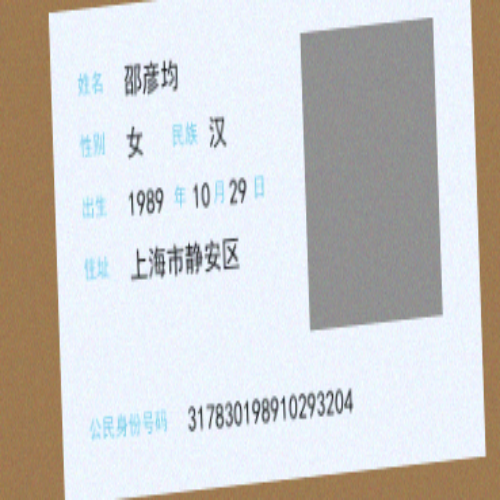 姓名 邵彦均
性别 女 民族 汉
出生 1989 年 10 月 29 日
住址 上海市静安区
公民身份号码 317830198910293204